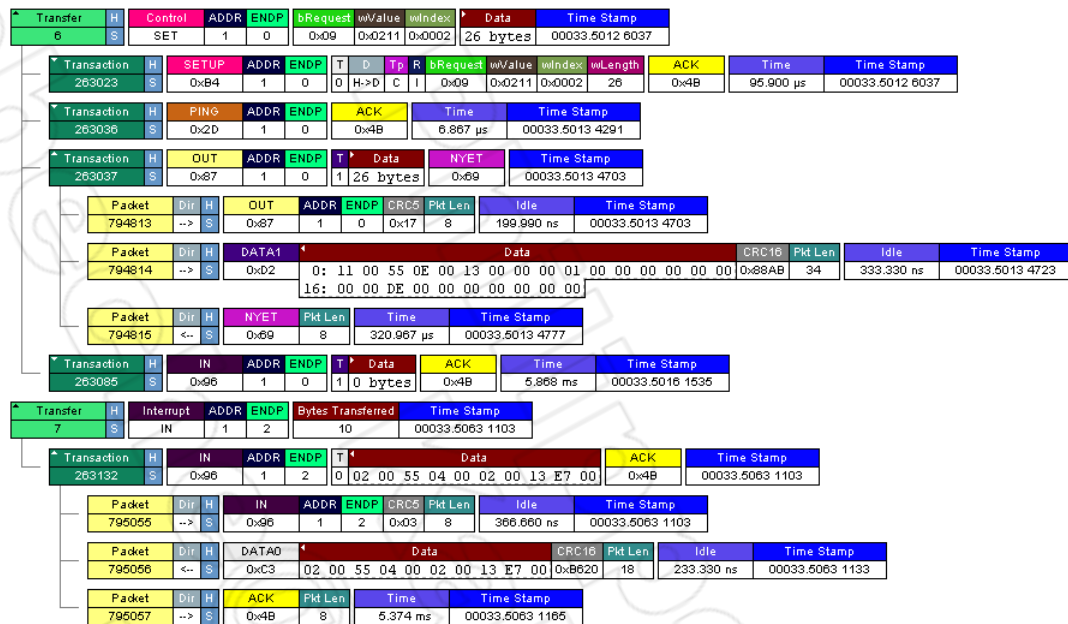 Transfer H Control ADDR ENDP bRequest wValue wIndex Data Time Stamp
6 S SET 1 0 0x09 0x0211 0x0002 26 bytes 00033.5012 6037
Transaction H SETUP ADDR ENDP T D Tp R bRequest wValue wIndex wLength ACK Time Time Stamp
263023 S 0xB4 1 0 0 H->D C I 0x09 0x0211 0x0002 26 0x4B 95.900 µs 00033.5012 6037
Transaction H PING ADDR ENDP ACK Time Time Stamp
263036 S 0x2D 1 0 0x4B 6.867 µs 00033.5013 4291
Transaction H OUT ADDR ENDP T Data NYET Time Stamp
263037 S 0x87 1 0 1 26 bytes 0x69 00033.5013 4703
Packet Dir H OUT ADDR ENDP CRC5 Pkt Len Idle Time Stamp
794813 --> S 0x87 1 0 0x17 8 199.990 ns 00033.5013 4703
Packet Dir H DATA1 Data CRC16 Pkt Len Idle Time Stamp
794814 --> S 0xD2 0: 11 00 55 0E 00 13 00 00 00 01 00 00 00 00 00 00 0x88AB 34 333.330 ns 00033.5013 4723
16: 00 00 DE 00 00 00 00 00 00 00
Packet Dir H NYET Pkt Len Time Time Stamp
794815 <-- S 0x69 8 320.967 µs 00033.5013 4777
Transaction H IN ADDR ENDP T Data ACK Time Time Stamp
263085 S 0x96 1 0 1 0 bytes 0x4B 5.868 ms 00033.5016 1535
Transfer H Interrupt ADDR ENDP Bytes Transferred Time Stamp
7 S IN 1 2 10 00033.5063 1103
Transaction H IN ADDR ENDP T Data ACK Time Stamp
263132 S 0x96 1 2 0 02 00 55 04 00 02 00 13 E7 00 0x4B 00033.5063 1103
Packet Dir H IN ADDR ENDP CRC5 Pkt Len Idle Time Stamp
795055 --> S 0x96 1 2 0x03 8 366.660 ns 00033.5063 1103
Packet Dir H DATA0 Data CRC16 Pkt Len Idle Time Stamp
795056 <-- S 0xC3 02 00 55 04 00 02 00 13 E7 00 0xB620 18 233.330 ns 00033.5063 1133
Packet Dir H ACK Pkt Len Time Time Stamp
795057 --> S 0x4B 8 5.374 ms 00033.5063 1165